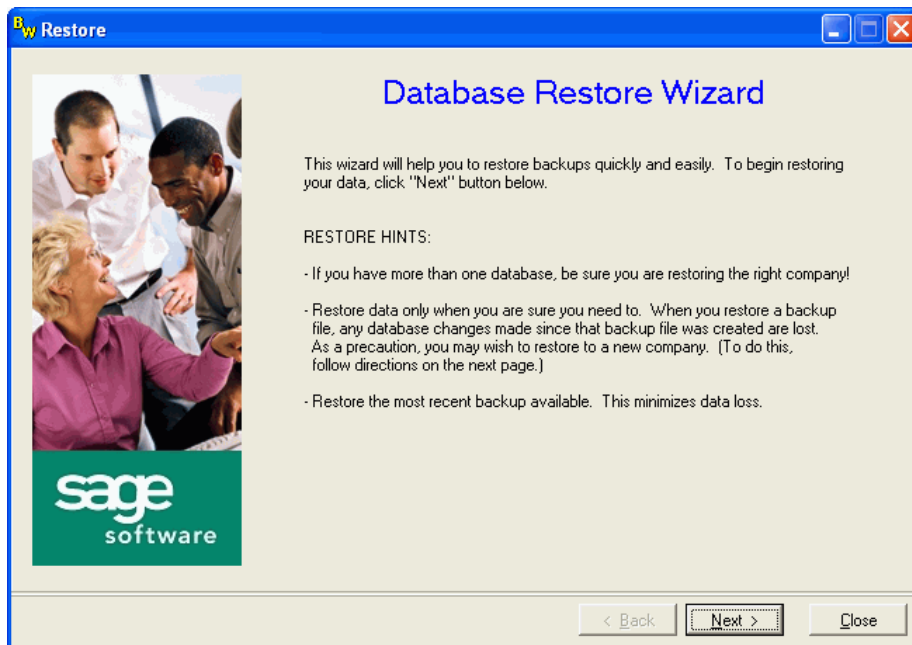 BW Restore
Database Restore Wizard
This wizard will help you to restore backups quickly and easily. To begin restoring
your data, click "Next" button below.
RESTORE HINTS:
- If you have more than one database, be sure you are restoring the right company!
- Restore data only when you are sure you need to. When you restore a backup
file, any database changes made since that backup file was created are lost.
As a precaution, you may wish to restore to a new company. (To do this,
follow directions on the next page.)
- Restore the most recent backup available. This minimizes data loss.
sage
software
< Back
Next >
Close